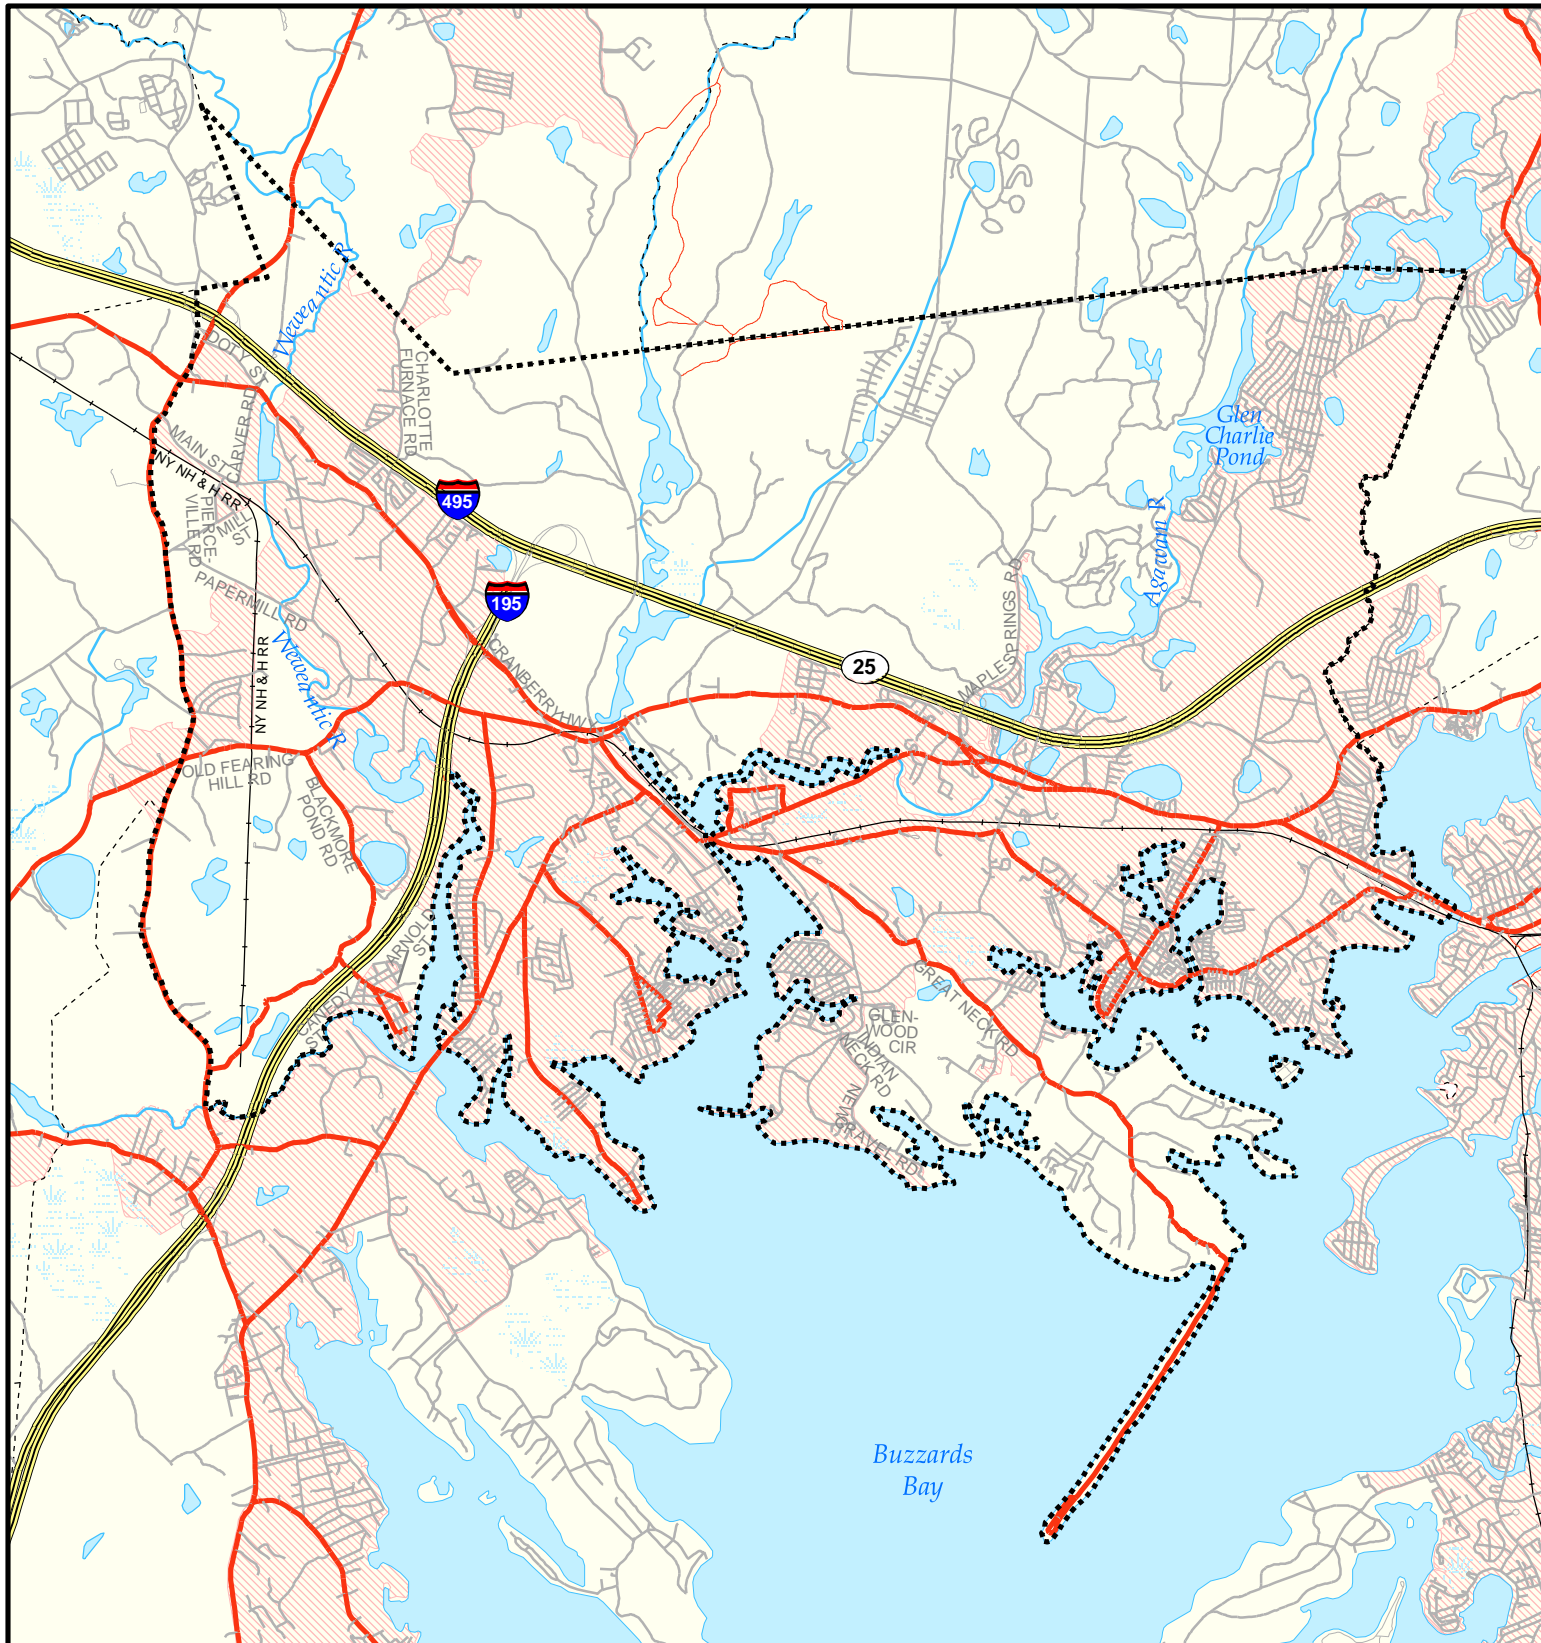 Weweantic R
DOTY ST
CHARLOTTE
FURNACE RD
CARVER RD
MAIN ST
NY NH & H RR
PIERCE-
VILLE RD
MILL
ST
495
Glen
Charlie
Pond
Agawam R
195
PAPERMILL RD
Weweantic R
NY NH & H RR
CRANBERRY HWY
25
MAPLE SPRINGS RD
OLD FEARING
HILL RD
BLACKMORE
POND RD
ARNOLD
ST
GREAT NECK RD
GLEN-
WOOD
CIR
INDIAN
NECK RD
NEW
GRAVEL RD
Buzzards
Bay